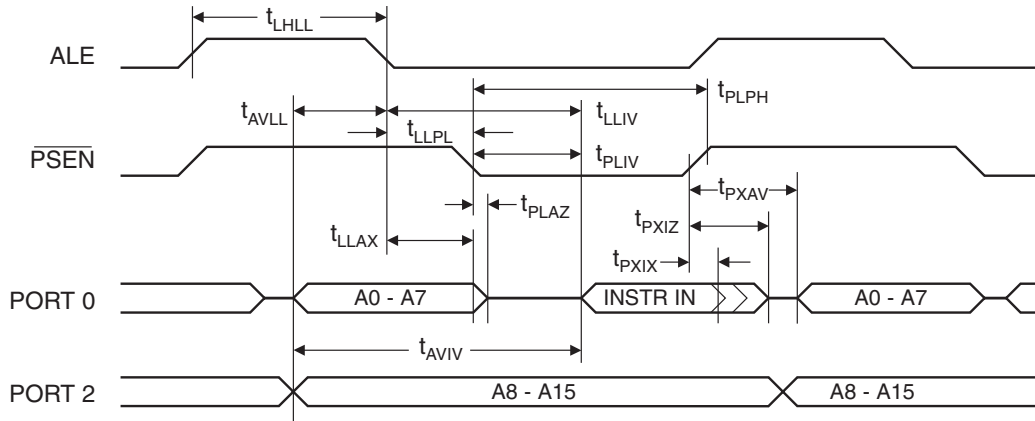 ALE
tLHLL
tAVLL
tLLIV
tPLPH
tLLPL
PSEN
tPLIV
tPLAZ
tPXAV
tLLAX
tPXIZ
tPXIX
PORT 0
A0 - A7
INSTR IN
A0 - A7
tAVIV
PORT 2
A8 - A15
A8 - A15